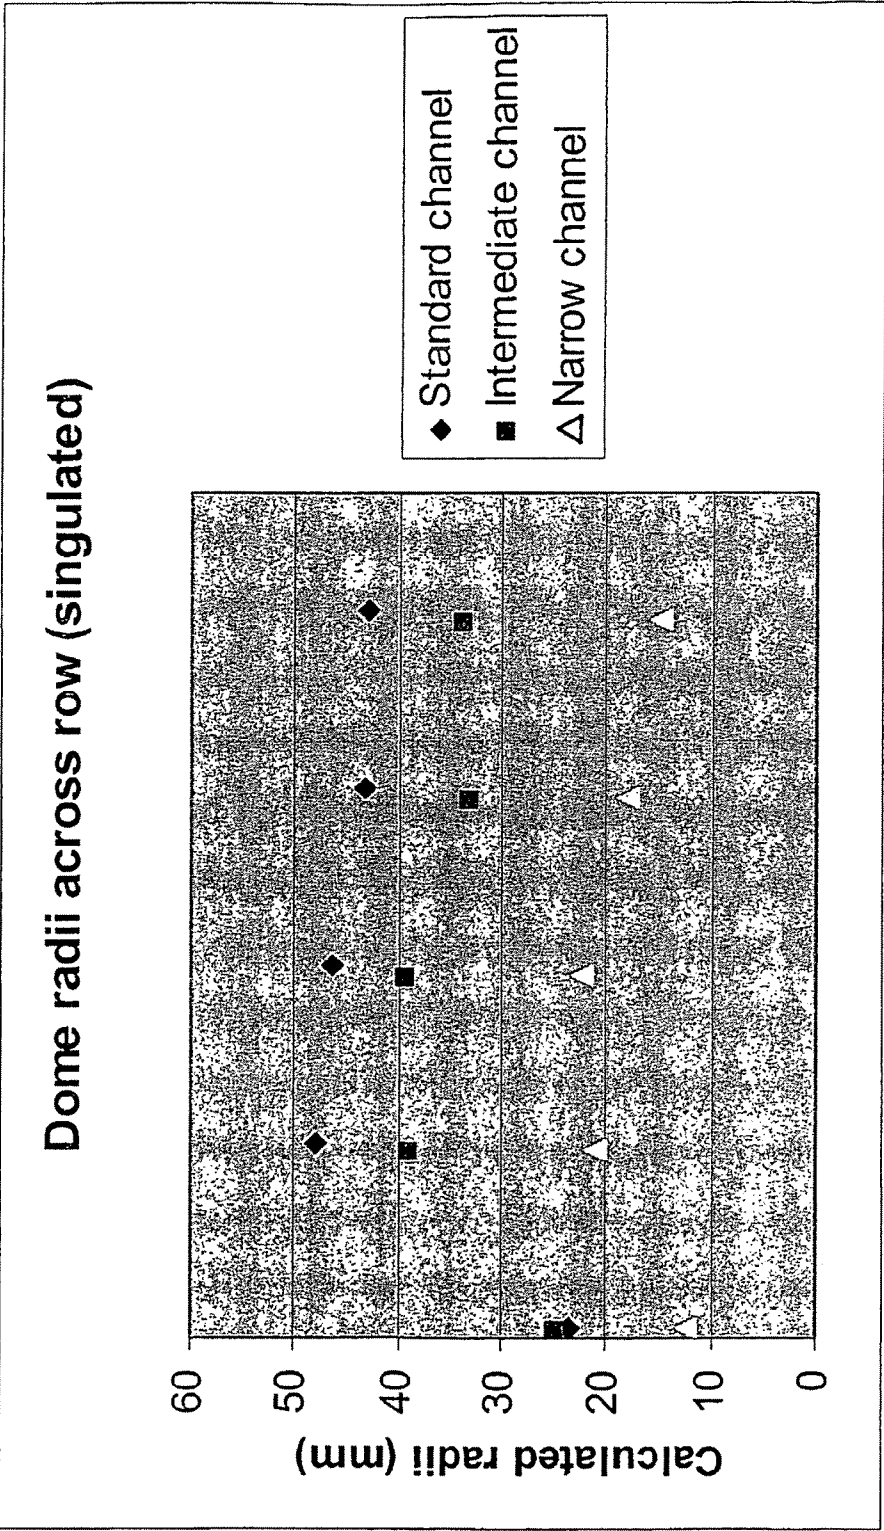 Dome radii across row (singulated)
Calculated radii (mm)
60
50
40
30
20
10
0
Standard channel
Intermediate channel
Narrow channel